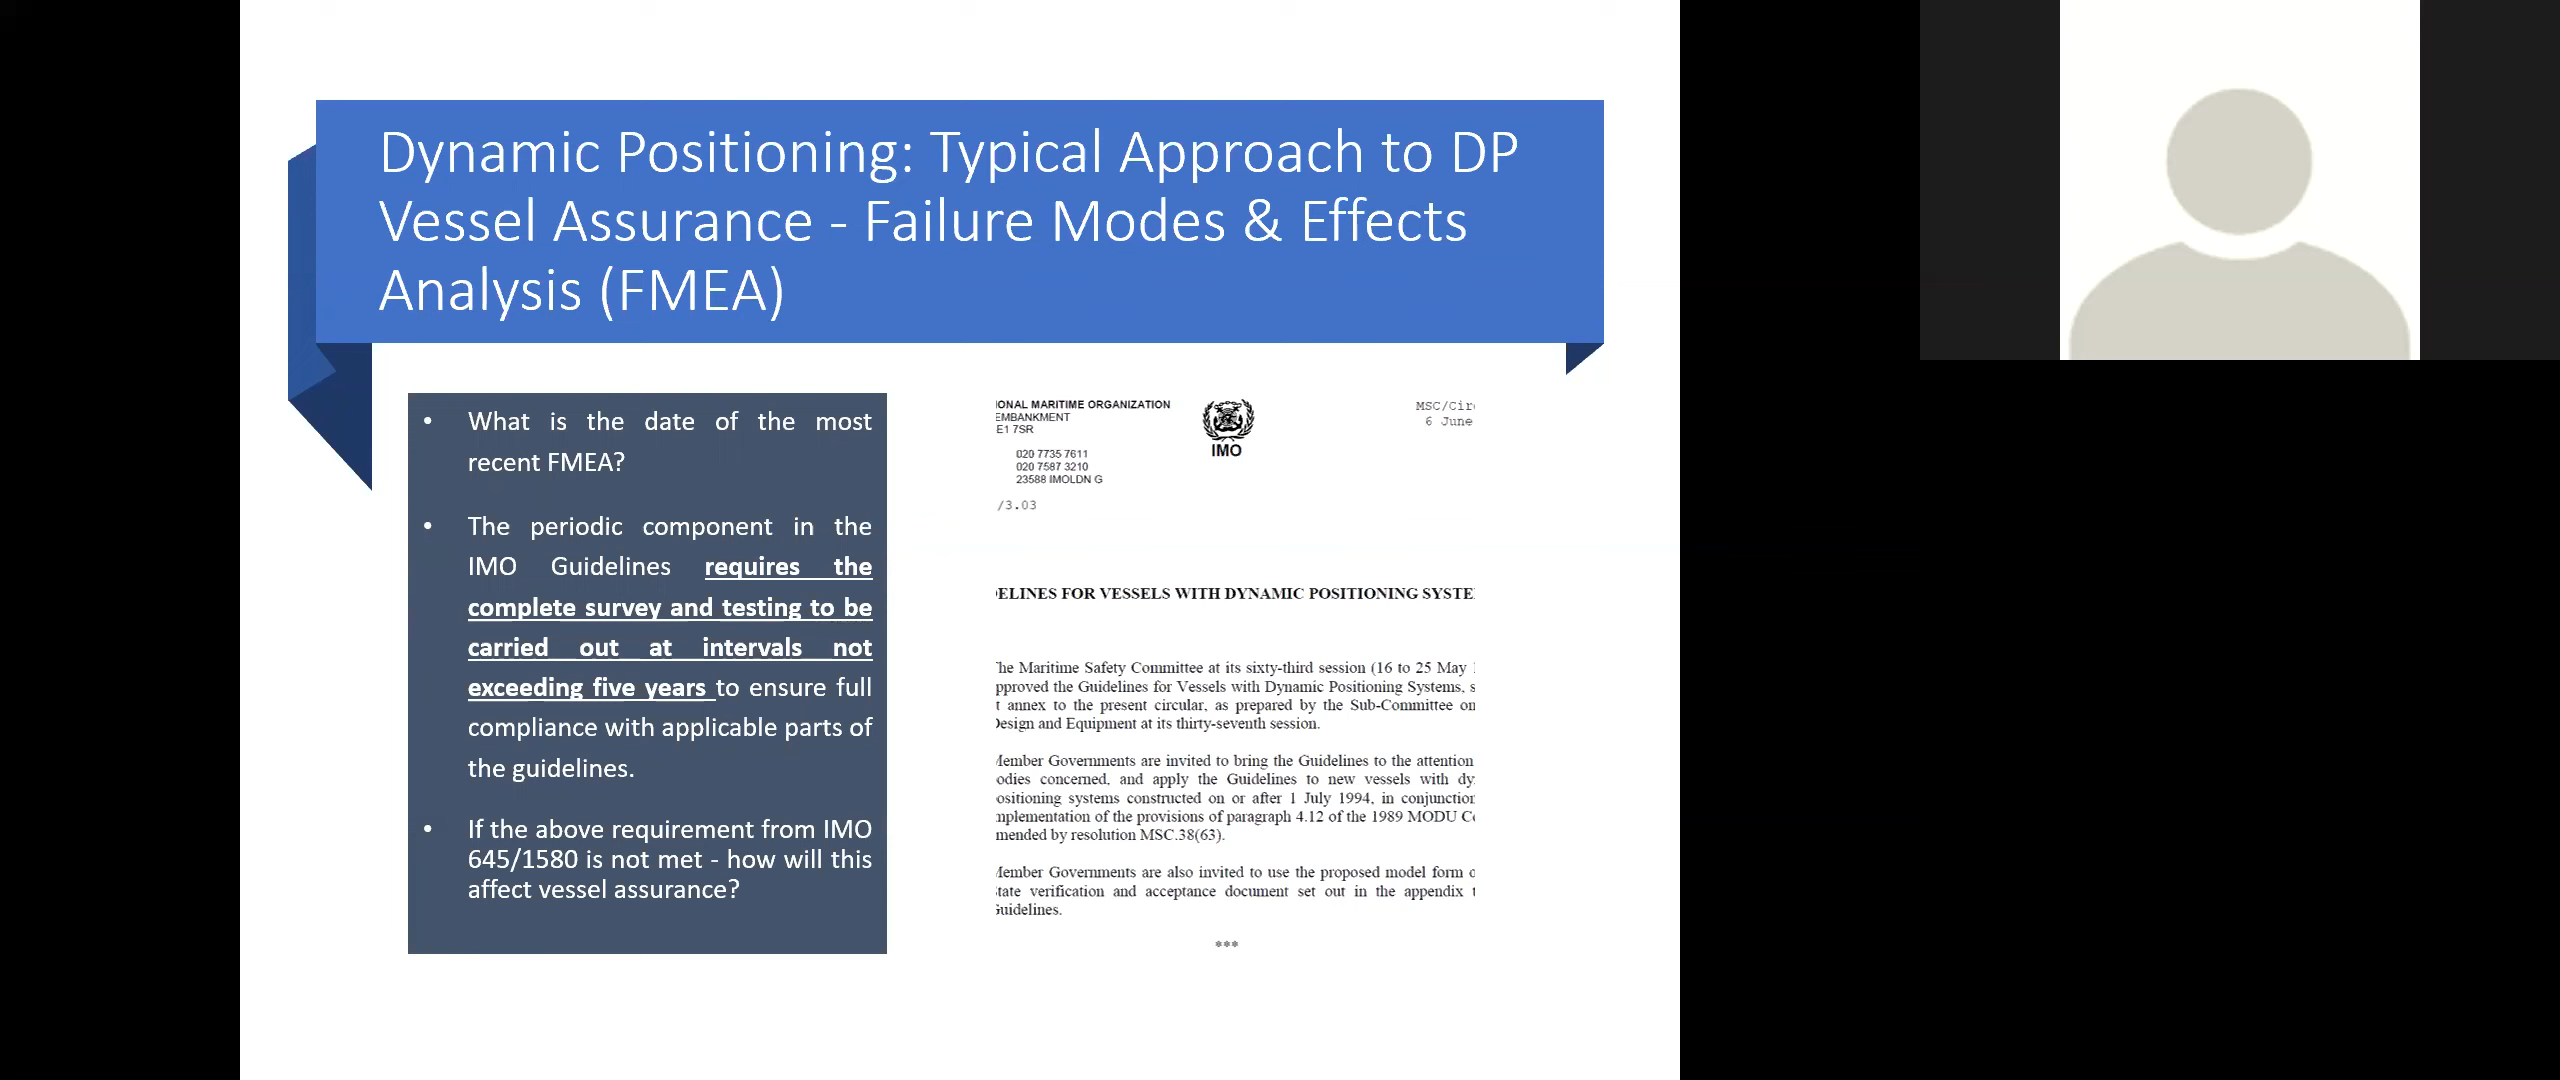 Dynamic Positioning: Typical Approach to DP
Vessel Assurance - Failure Modes & Effects
Analysis (FMEA)
• What is the date of the most
recent FMEA?
• The periodic component in the
IMO Guidelines requires the
complete survey and testing to be
carried out at intervals not
exceeding five years to ensure full
compliance with applicable parts of
the guidelines.
• If the above requirement from IMO
645/1580 is not met - how will this
affect vessel assurance?
IONAL MARITIME ORGANIZATION
EMBANKMENT
E1 7SR
020 7735 7611
020 7587 3210
23588 IMOLDN G
IMO
MSC/Circ
6 June
/3.03
DELINES FOR VESSELS WITH DYNAMIC POSITIONING SYSTE
he Maritime Safety Committee at its sixty-third session (16 to 25 May
pproved the Guidelines for Vessels with Dynamic Positioning Systems, s
t annex to the present circular, as prepared by the Sub-Committee on
Design and Equipment at its thirty-seventh session.
Member Governments are invited to bring the Guidelines to the attention
odies concerned, and apply the Guidelines to new vessels with dy
ositioning systems constructed on or after 1 July 1994, in conjunction
mplementation of the provisions of paragraph 4.12 of the 1989 MODU Co
mended by resolution MSC.38(63).
Member Governments are also invited to use the proposed model form o
tate verification and acceptance document set out in the appendix t
Guidelines.
***